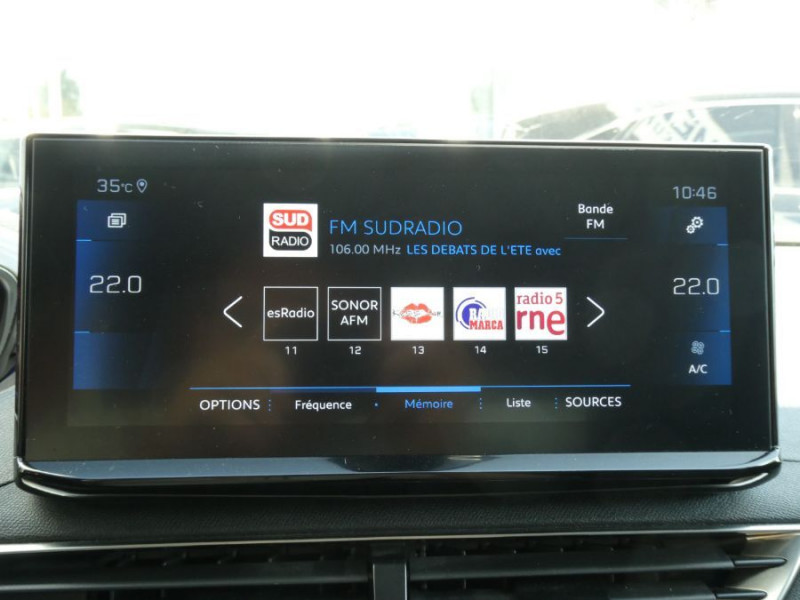 35°C
10:46
SUD
RADIO
FM SUDRADIO
106.00 MHz LES DEBATS DE L'ETE avec
Bande
FM
22.0
22.0
esRadio
SONOR
AFM
MARCA
radio 5
rne
11
12
13
14
15
A/C
OPTIONS
Fréquence
Mémoire
Liste
SOURCES